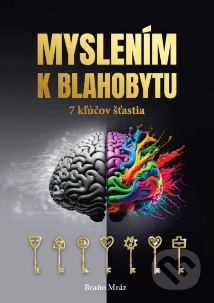 MYSLENÍM
K BLAHOBYTU
7 kľúčov šťastia
Braňo Mráz